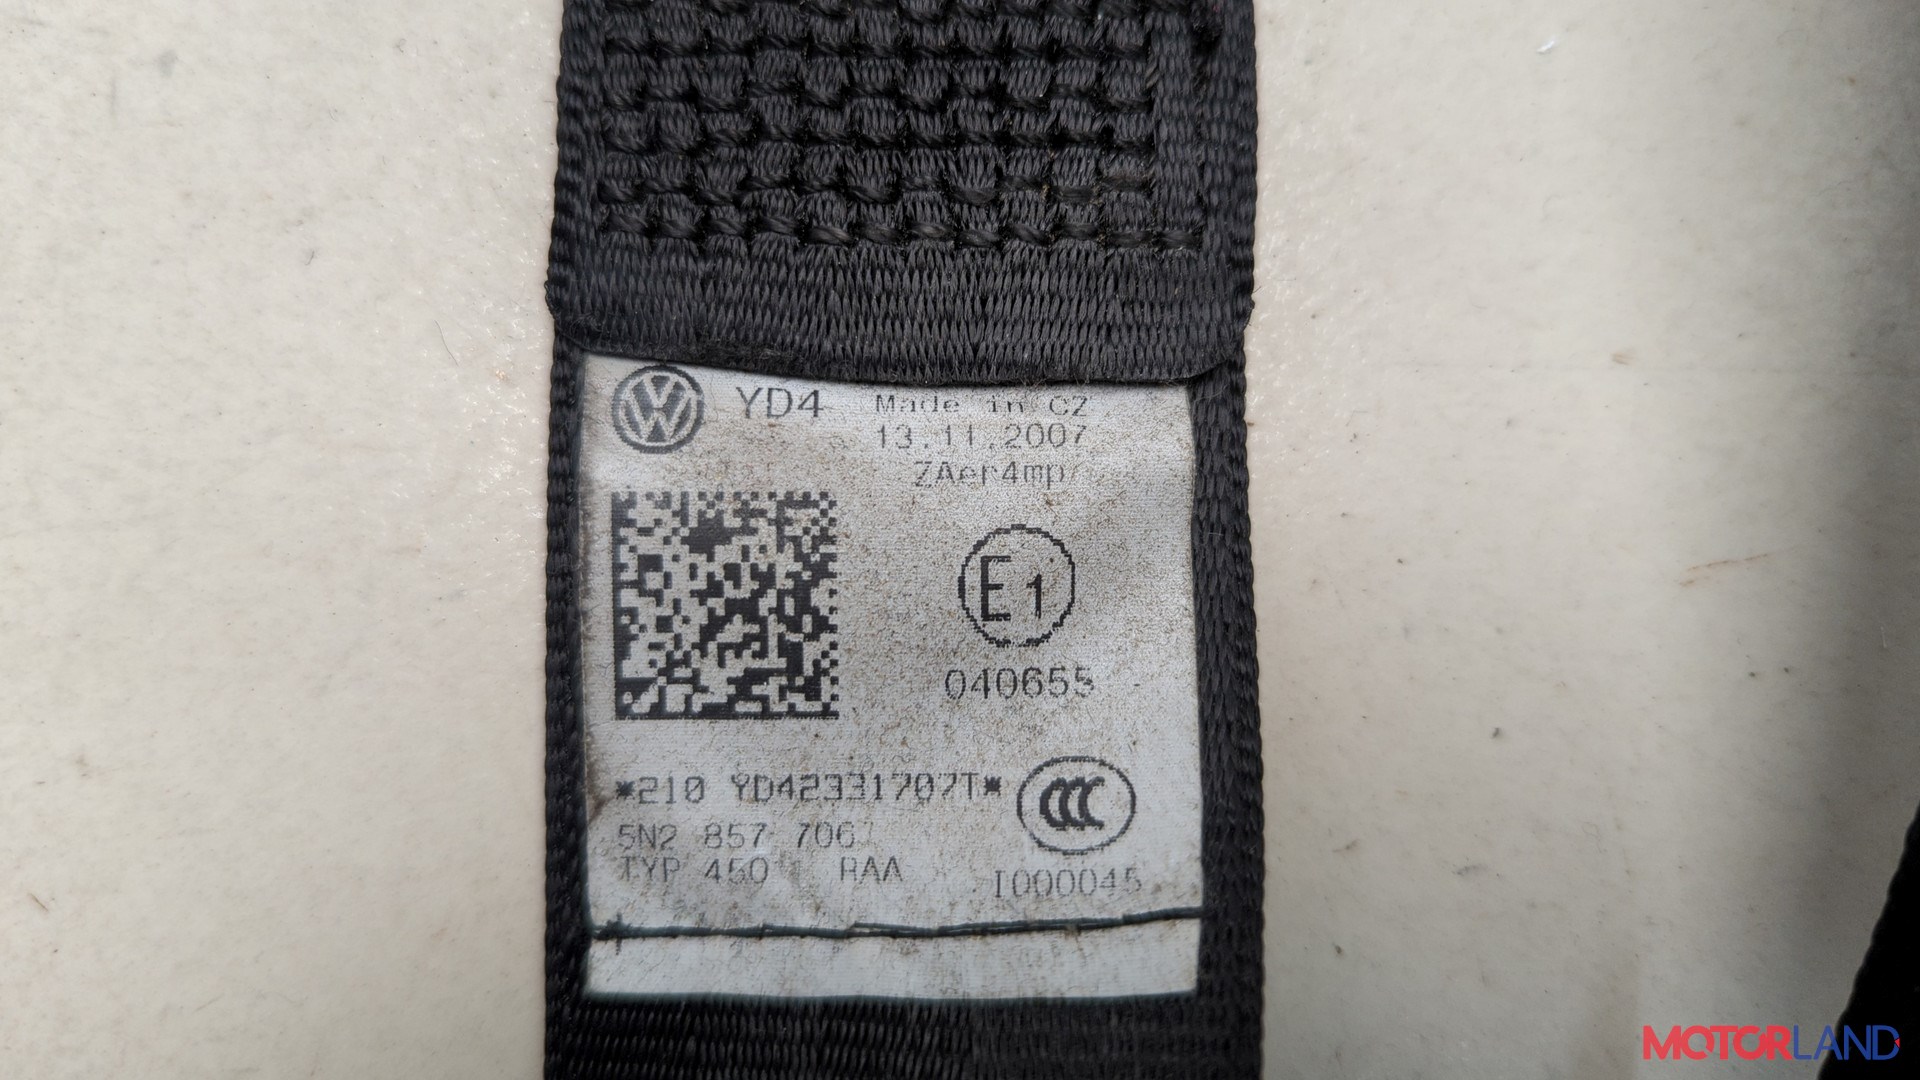 YD4 Made in CZ
13.11.2007
ZAer4mp
E1
040655
*210 YD42331707T*
CCC
5N2 857 706
TYP 450 RAA
I000045
MOTORLAND